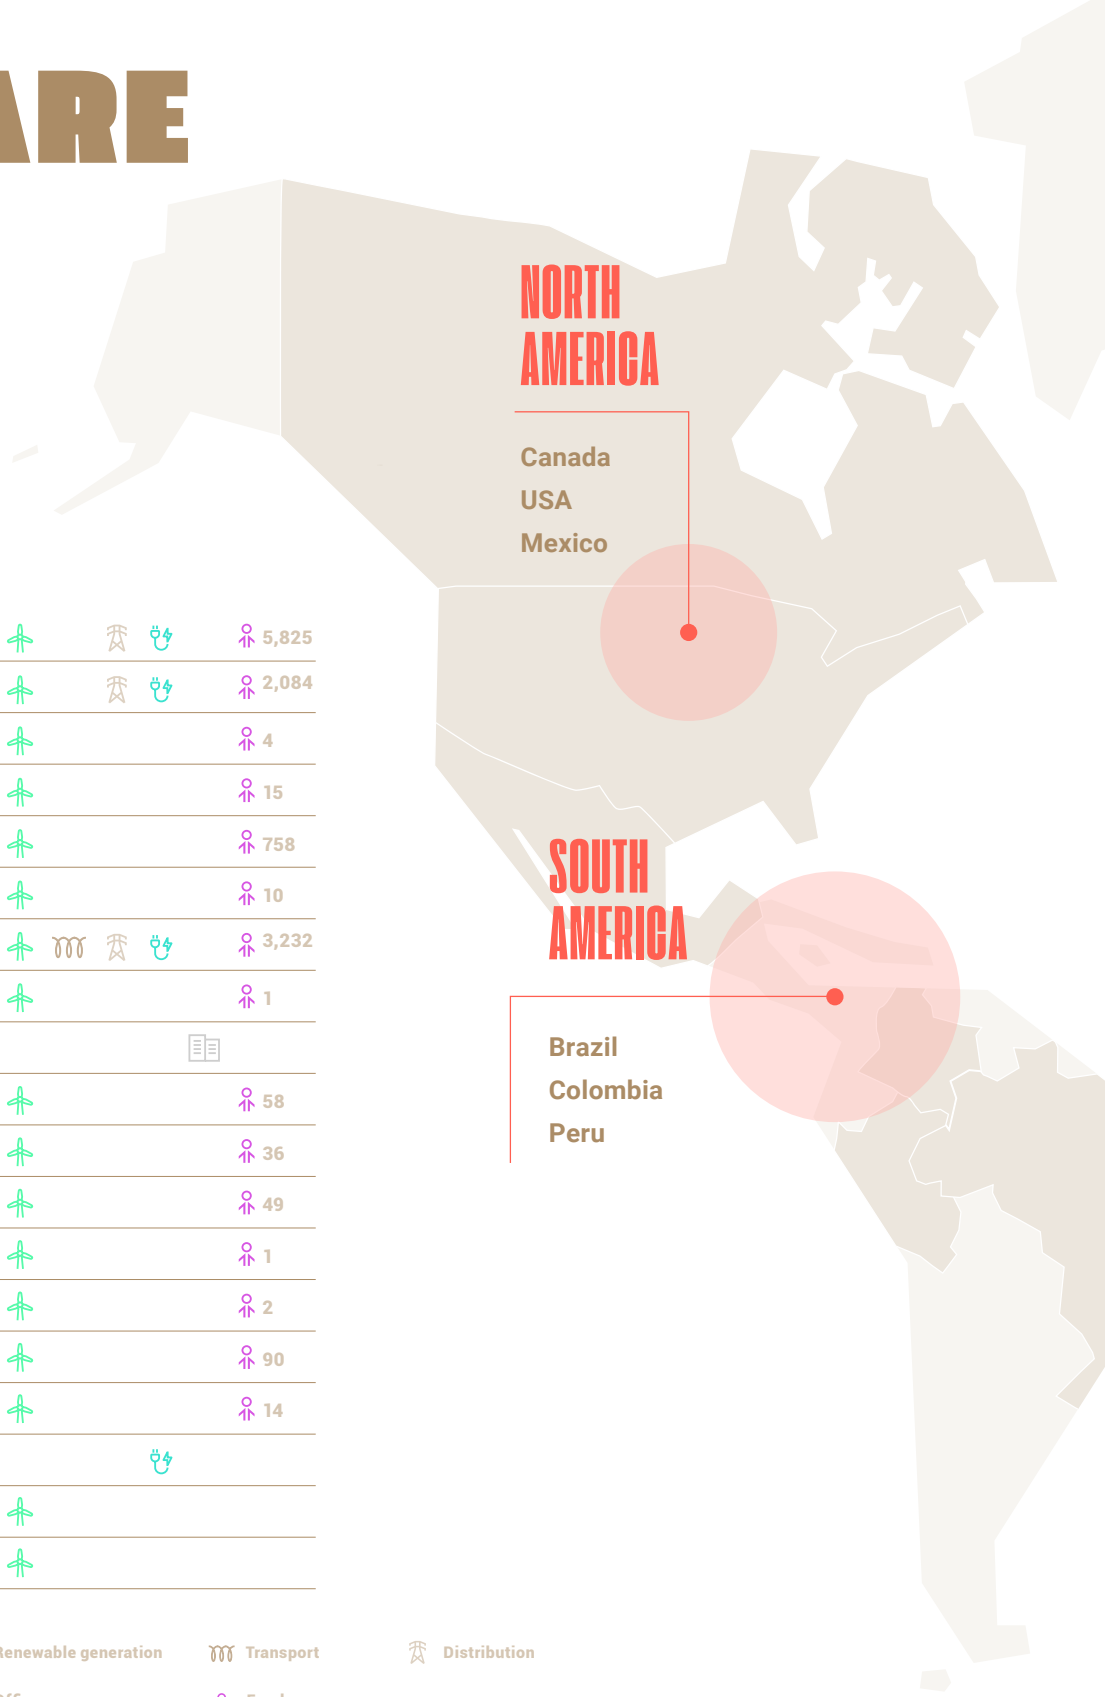 ARE
NORTH
AMERICA
Canada
USA
Mexico
5,825
2,084
4
15
758
10
3,232
1
58
36
49
1
2
90
14
SOUTH
AMERICA
Brazil
Colombia
Peru
Renewable generation
Transport
Distribution